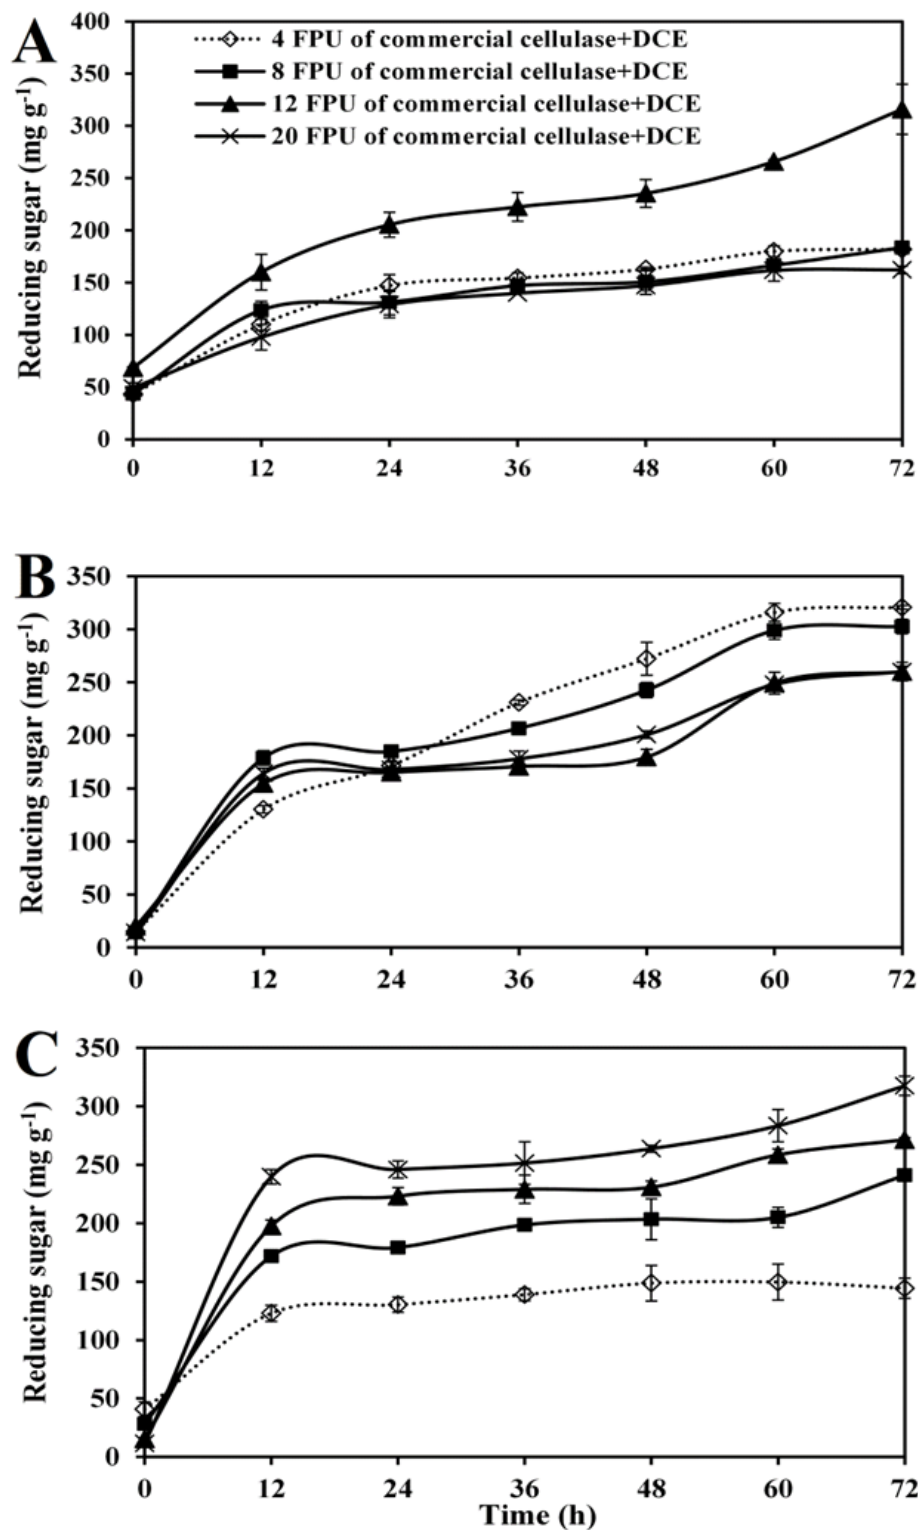 A
Reducing sugar (mg g-1)
400
350
300
250
200
150
100
50
0
4 FPU of commercial cellulase+DCE
8 FPU of commercial cellulase+DCE
12 FPU of commercial cellulase+DCE
20 FPU of commercial cellulase+DCE
0 12 24 36 48 60 72
B
Reducing sugar (mg g-1)
350
300
250
200
150
100
50
0
0 12 24 36 48 60 72
C
Reducing sugar (mg g-1)
350
300
250
200
150
100
50
0
0 12 24 36 48 60 72
Time (h)